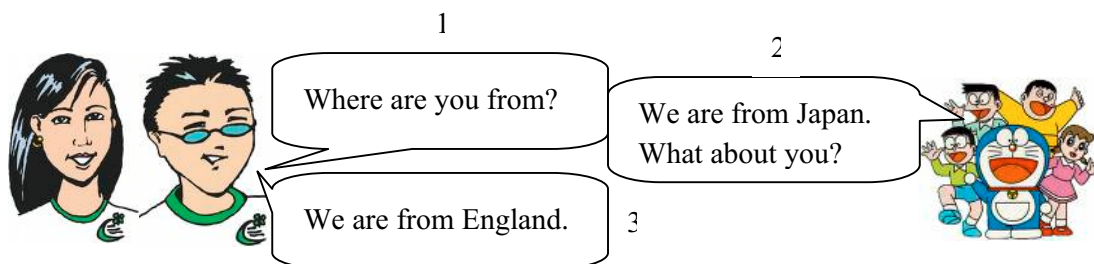 1
Where are you from?
2
We are from Japan.
What about you?
We are from England.
3